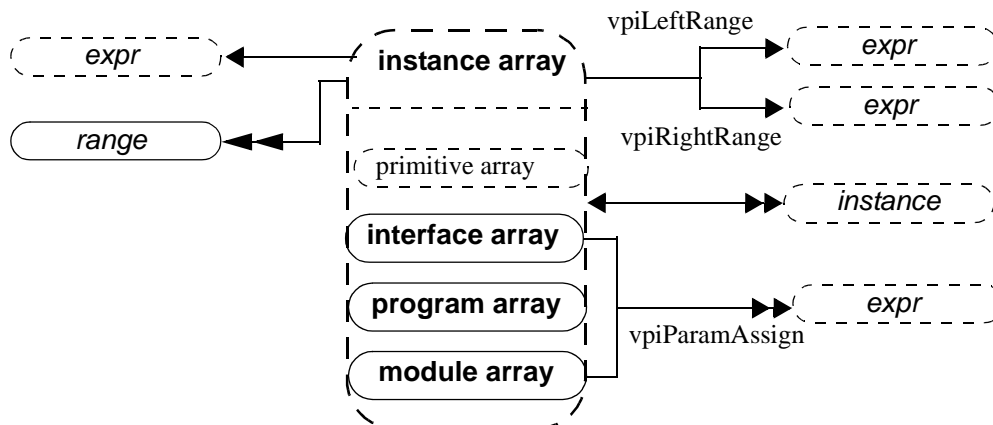 vpiLeftRange
expr
instance array
expr
expr
range
vpiRightRange
primitive array
instance
interface array
program array
expr
vpiParamAssign
module array